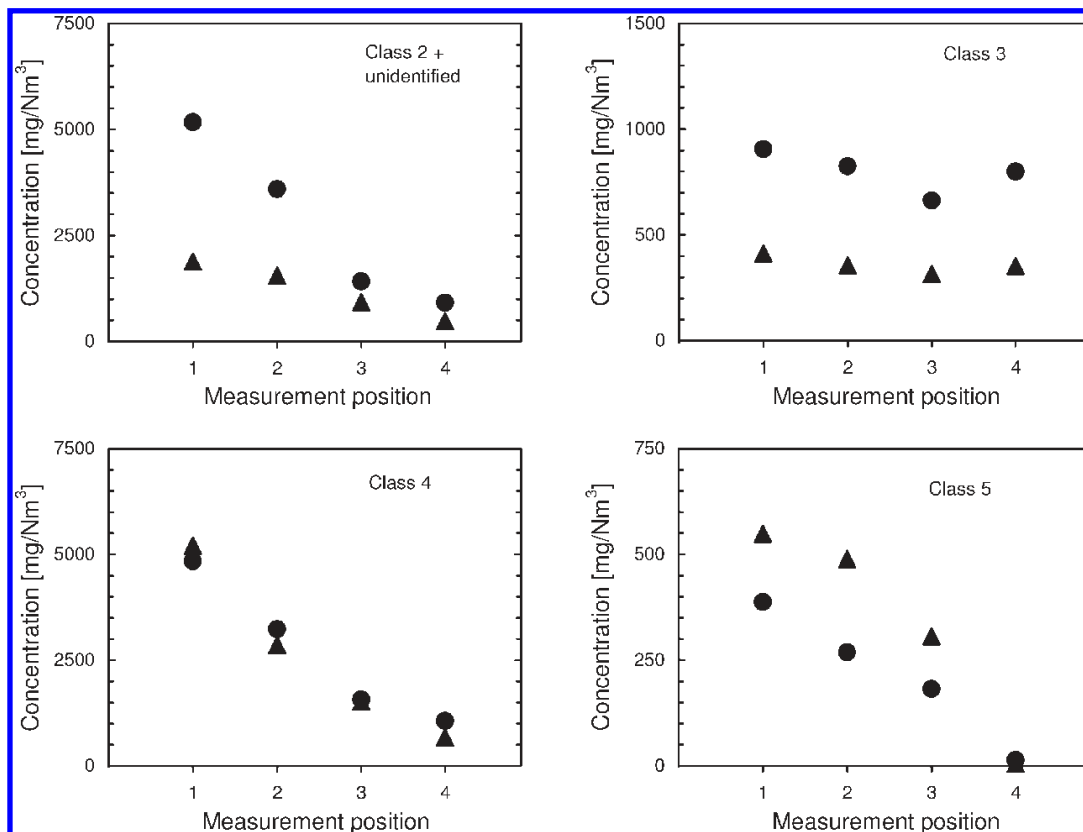 7500
5000
2500
0
Concentration [mg/Nm³]
Class 2 +
unidentified
1 2 3 4
Measurement position
1500
1000
500
0
Concentration [mg/Nm³]
Class 3
1 2 3 4
Measurement position
7500
5000
2500
0
Concentration [mg/Nm³]
Class 4
1 2 3 4
Measurement position
750
500
250
0
Concentration [mg/Nm³]
Class 5
1 2 3 4
Measurement position